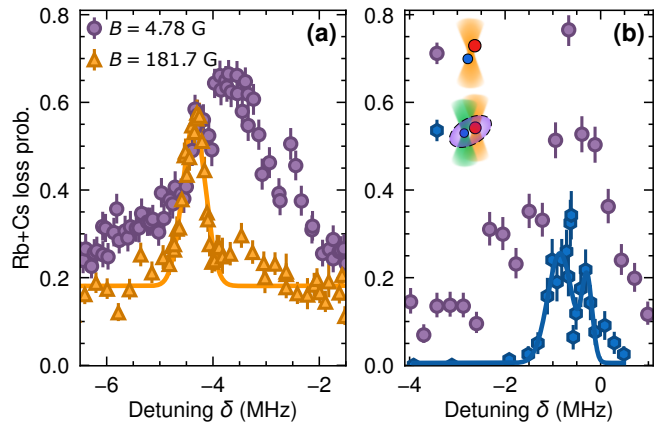 (a)
B = 4.78 G
B = 181.7 G
Rb+Cs loss prob.
0.8
0.6
0.4
0.2
0.0
−6 −4 −2
Detuning δ (MHz)
(b)
0.8
0.6
0.4
0.2
0.0
−4 −2 0
Detuning δ (MHz)